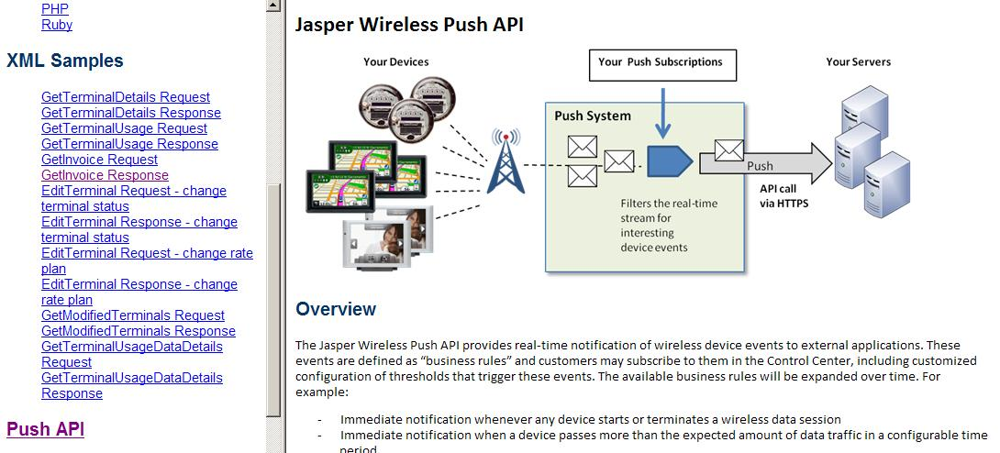 PHP
Ruby
XML Samples
GetTerminalDetails Request
GetTerminalDetails Response
GetTerminalUsage Request
GetTerminalUsage Response
GetInvoice Request
GetInvoice Response
EditTerminal Request - change
terminal status
EditTerminal Response - change
terminal status
EditTerminal Request - change rate
plan
EditTerminal Response - change
rate plan
GetModifiedTerminals Request
GetModifiedTerminals Response
GetTerminalUsageDataDetails
Request
GetTerminalUsageDataDetails
Response
Push API
Jasper Wireless Push API
Your Devices
Your Push Subscriptions
Your Servers
Push System
Push
API call
via HTTPS
Filters the real-time
stream for
interesting
device events
Overview
The Jasper Wireless Push API provides real-time notification of wireless device events to external applications. These
events are defined as “business rules” and customers may subscribe to them in the Control Center, including customized
configuration of thresholds that trigger these events. The available business rules will be expanded over time. For
example:
- Immediate notification whenever any device starts or terminates a wireless data session
- Immediate notification when a device passes more than the expected amount of data traffic in a configurable time
period